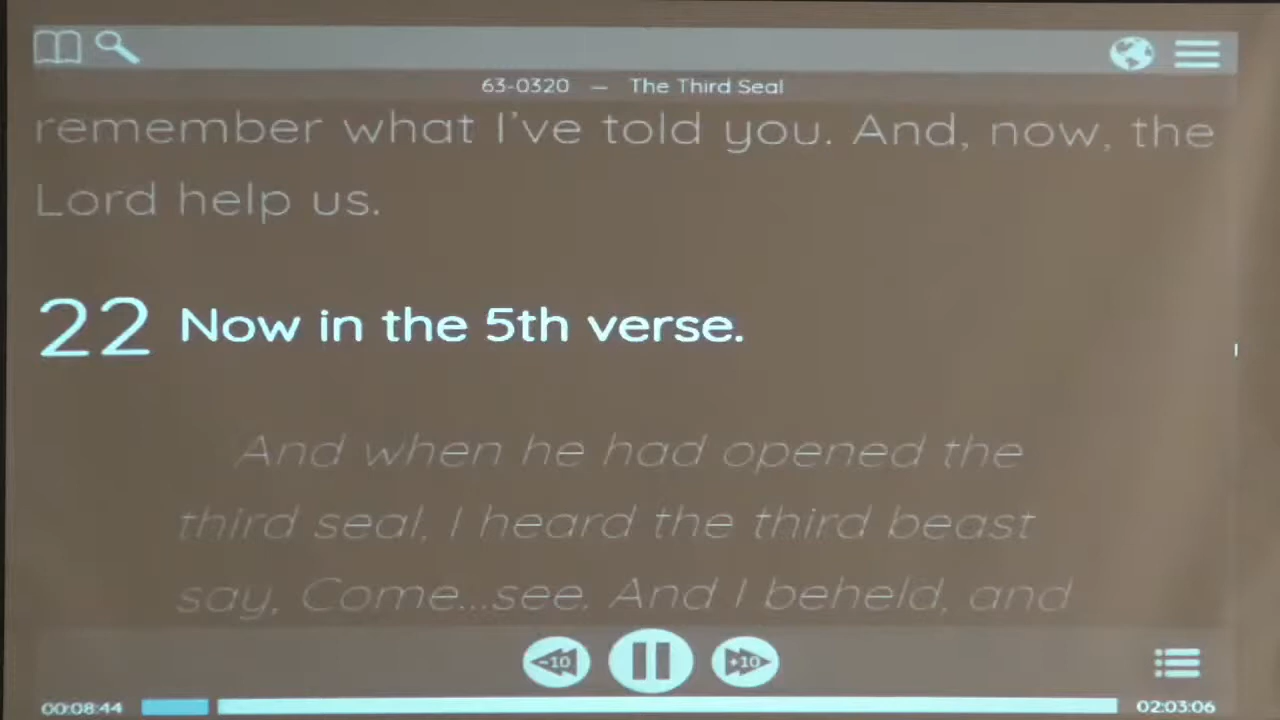 63-0320 — The Third Seal
remember what I've told you. And, now, the
Lord help us.
22 Now in the 5th verse.
And when he had opened the
third seal, I heard the third beast
say, Come...see. And I beheld, and
-10 +10
00:08:44 02:03:06